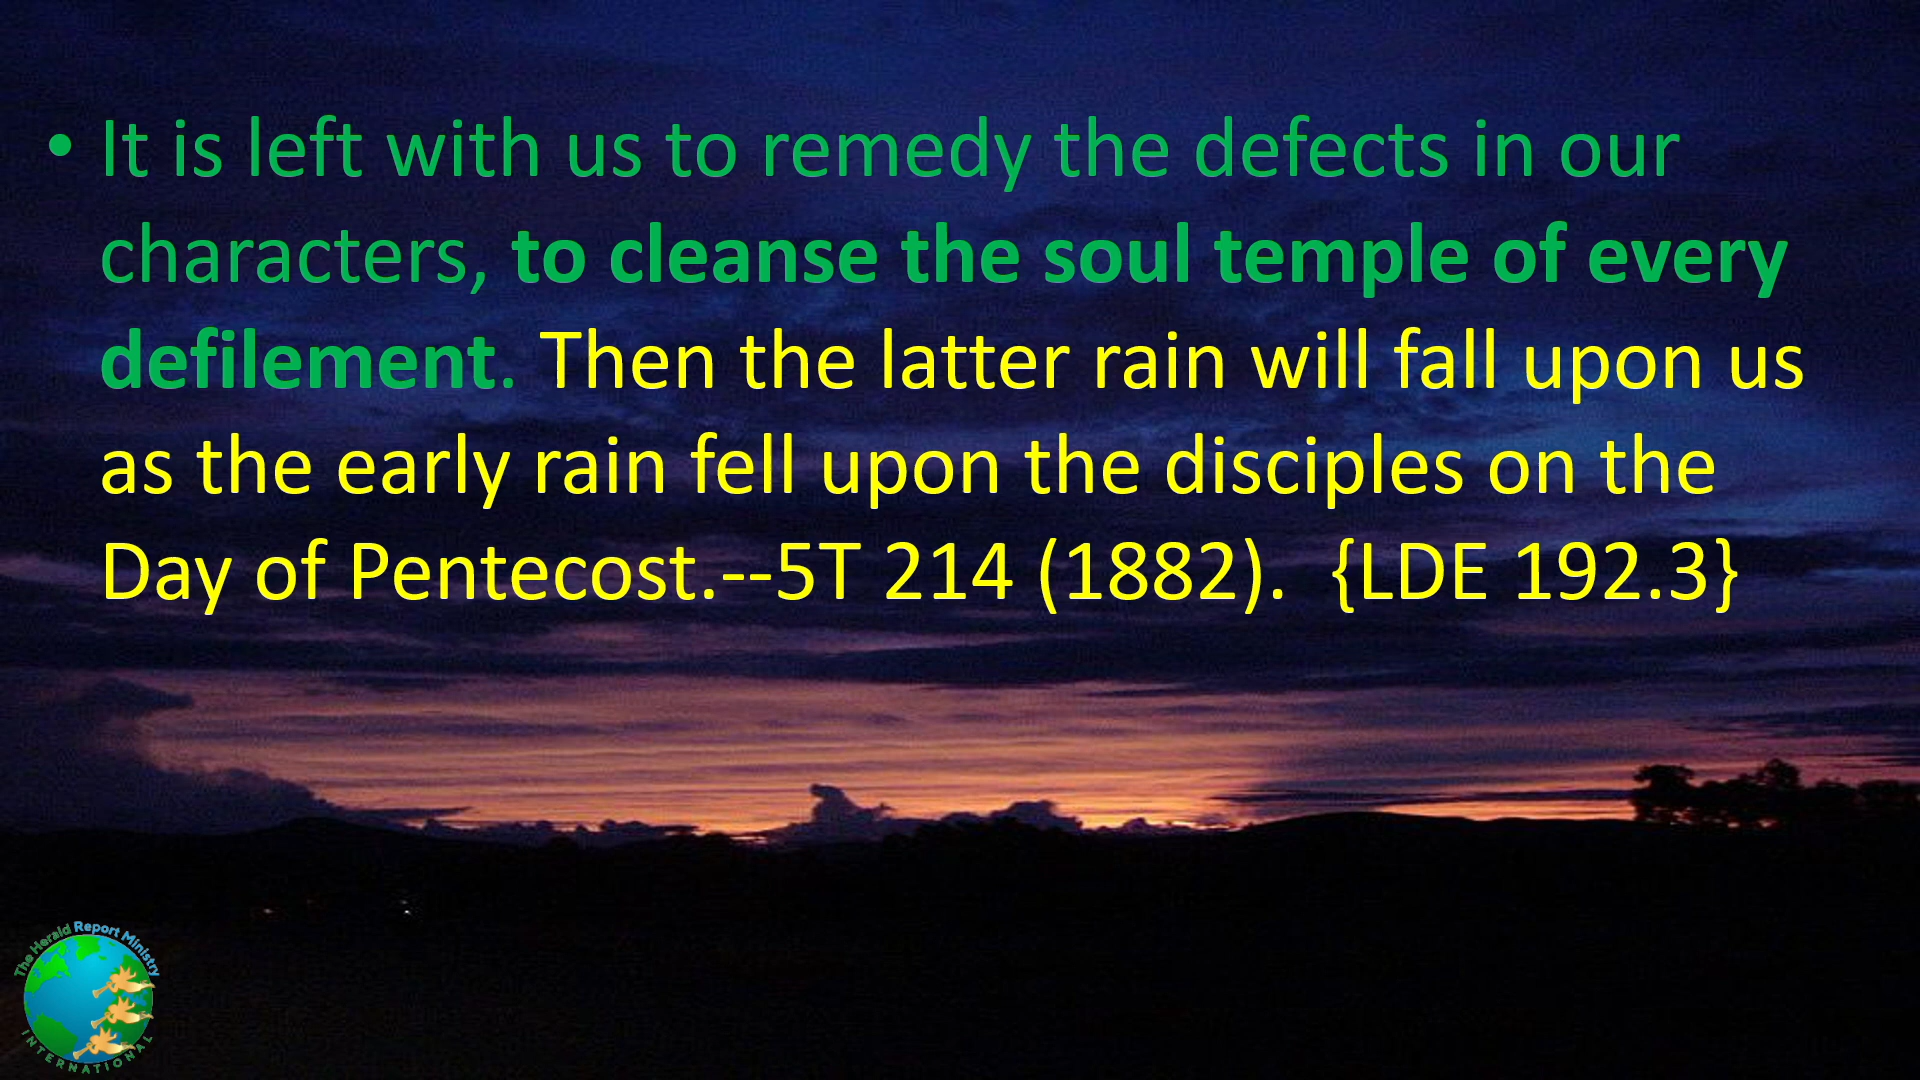 • It is left with us to remedy the defects in our
characters, to cleanse the soul temple of every
defilement. Then the latter rain will fall upon us
as the early rain fell upon the disciples on the
Day of Pentecost.--5T 214 (1882).  {LDE 192.3}
The Herald Report Ministry
INTERNATIONAL